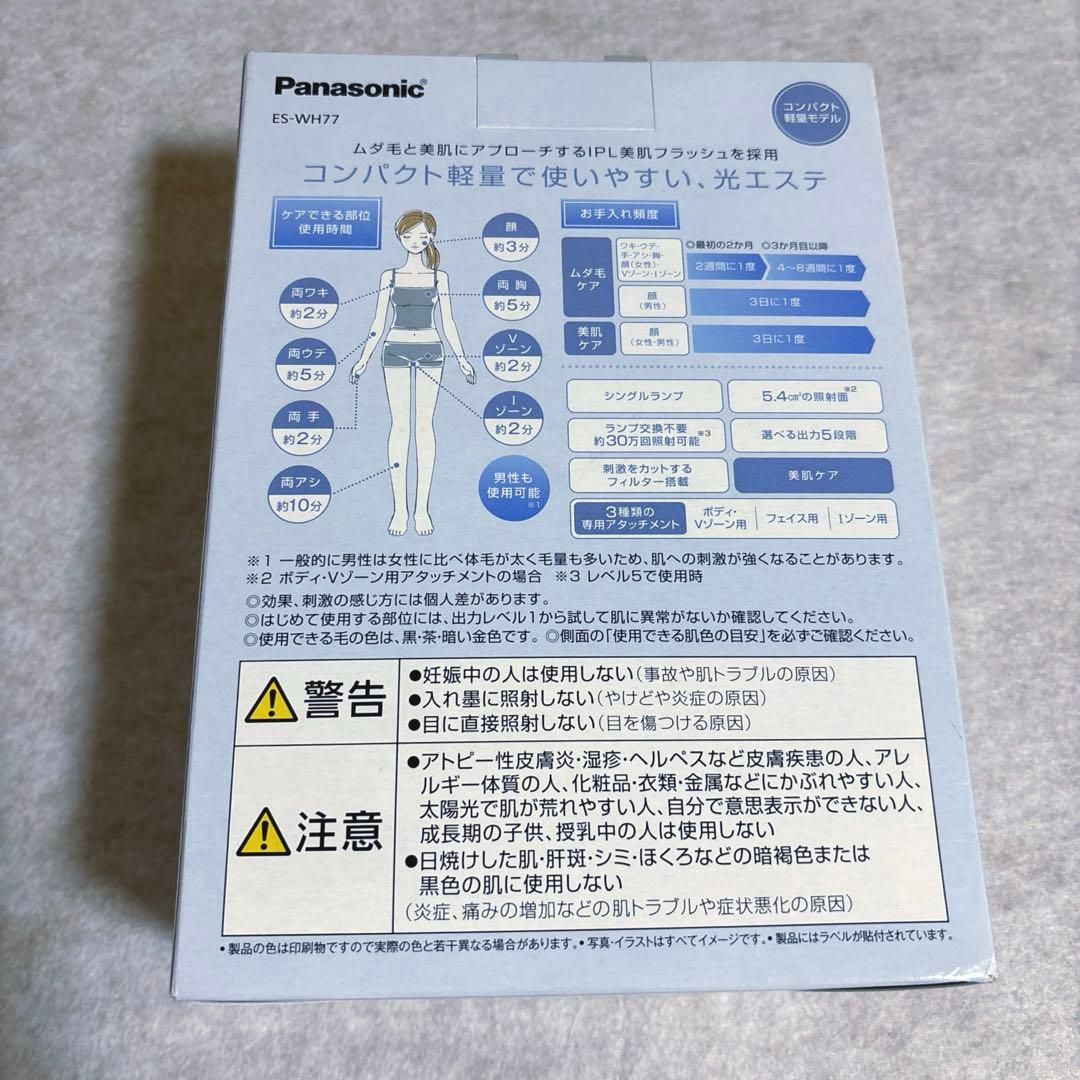 Panasonic®
ES-WH77
コンパクト
軽量モデル
ムダ毛と美肌にアプローチするIPL美肌フラッシュを採用
コンパクト軽量で使いやすい、光エステ
ケアできる部位
使用時間
顔
約3分
両ワキ
約2分
両胸
約5分
両ウデ
約5分
V
ゾーン
約2分
両手
約2分
I
ゾーン
約2分
両アシ
約10分
男性も
使用可能
※1
お手入れ頻度
◎最初の2か月 ◎3か月目以降
ムダ毛
ケア
ワキ・ウデ・
手・アシ・胸・
顔(女性)・
Vゾーン・Iゾーン
2週間に1度
4〜8週間に1度
顔
(男性)
3日に1度
美肌
ケア
顔
(女性・男性)
3日に1度
シングルランプ
5.4cm²の照射面※2
ランプ交換不要
約30万回照射可能※3
選べる出力5段階
刺激をカットする
フィルター搭載
美肌ケア
3種類の
専用アタッチメント
ボディ・
Vゾーン用
フェイス用
Iゾーン用
※1 一般的に男性は女性に比べ体毛が太く毛量も多いため、肌への刺激が強くなることがあります。
※2 ボディ・Vゾーン用アタッチメントの場合 ※3 レベル5で使用時
◎効果、刺激の感じ方には個人差があります。
◎はじめて使用する部位には、出力レベル1から試して肌に異常がないか確認してください。
◎使用できる毛の色は、黒・茶・暗い金色です。 ◎側面の「使用できる肌色の目安」を必ずご確認ください。
警告
●妊娠中の人は使用しない(事故や肌トラブルの原因)
●入れ墨に照射しない(やけどや炎症の原因)
●目に直接照射しない(目を傷つける原因)
注意
●アトピー性皮膚炎・湿疹・ヘルペスなど皮膚疾患の人、アレ
ルギー体質の人、化粧品・衣類・金属などにかぶれやすい人、
太陽光で肌が荒れやすい人、自分で意思表示ができない人、
成長期の子供、授乳中の人は使用しない
●日焼けした肌・肝斑・シミ・ほくろなどの暗褐色または
黒色の肌に使用しない
(炎症、痛みの増加などの肌トラブルや症状悪化の原因)
・製品の色は印刷物ですので実際の色と若干異なる場合があります。・写真・イラストはすべてイメージです。・製品にはラベルが貼付されています。